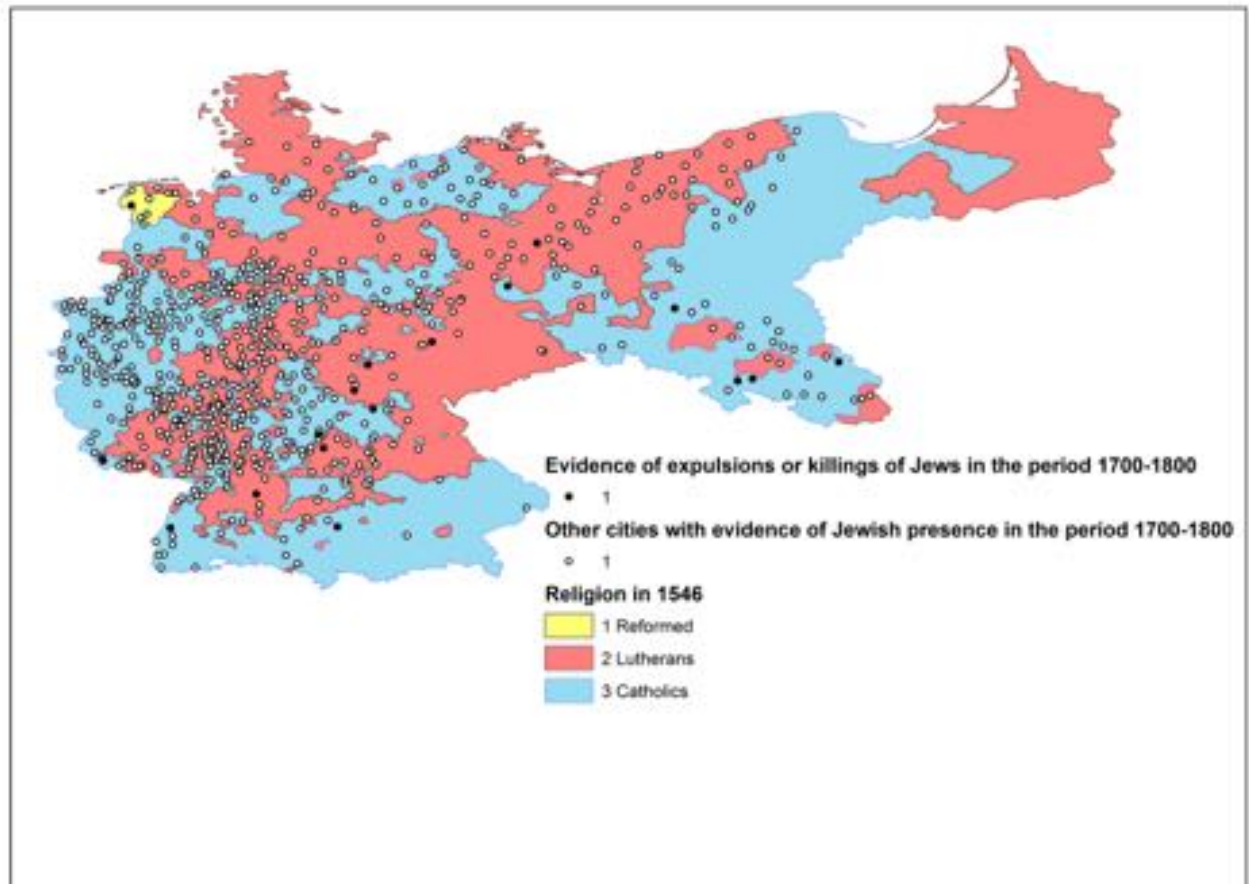 Evidence of expulsions or killings of Jews in the period 1700-1800
1
Other cities with evidence of Jewish presence in the period 1700-1800
1
Religion in 1546
1 Reformed
2 Lutherans
3 Catholics